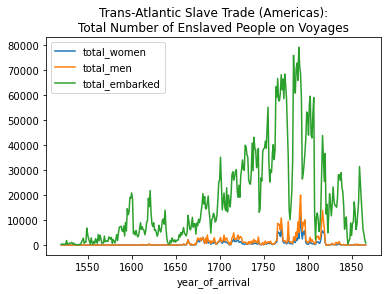 Trans-Atlantic Slave Trade (Americas):
Total Number of Enslaved People on Voyages
total_women
total_men
total_embarked
80000
70000
60000
50000
40000
30000
20000
10000
0
1550 1600 1650 1700 1750 1800 1850
year_of_arrival